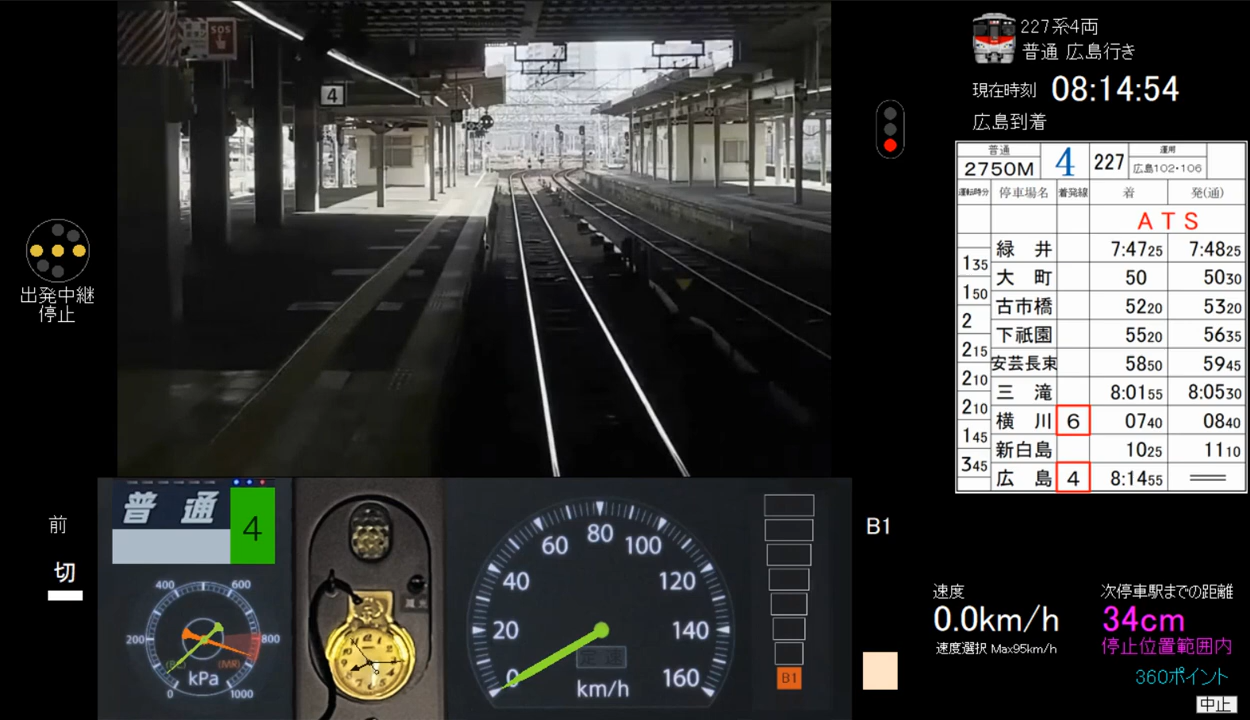 SOS
4
227系4両
普通 広島行き
現在時刻 08:14:54
広島到着
普通 2750M 4 227 運用 広島102・106
運転時分 停車場名 着発線 着 発(通)
ATS
緑井 7:4725 7:4825
135
大町 50 5030
150
古市橋 5220 5320
2
下祇園 5520 5635
215
安芸長束 5850 5945
210
三滝 8:0155 8:0530
210
横川 6 0740 0840
145
新白島 1025 1110
345
広島 4 8:1455
出発中継
停止
前
切
普通 4
400 600
200 800
(BC) (MR)
kPa
0 1000
0 20 40 60 80 100 120 140 160
定速
km/h
B1
B1
速度
0.0km/h
速度選択 Max95km/h
次停車駅までの距離
34cm
停止位置範囲内
360ポイント
中止